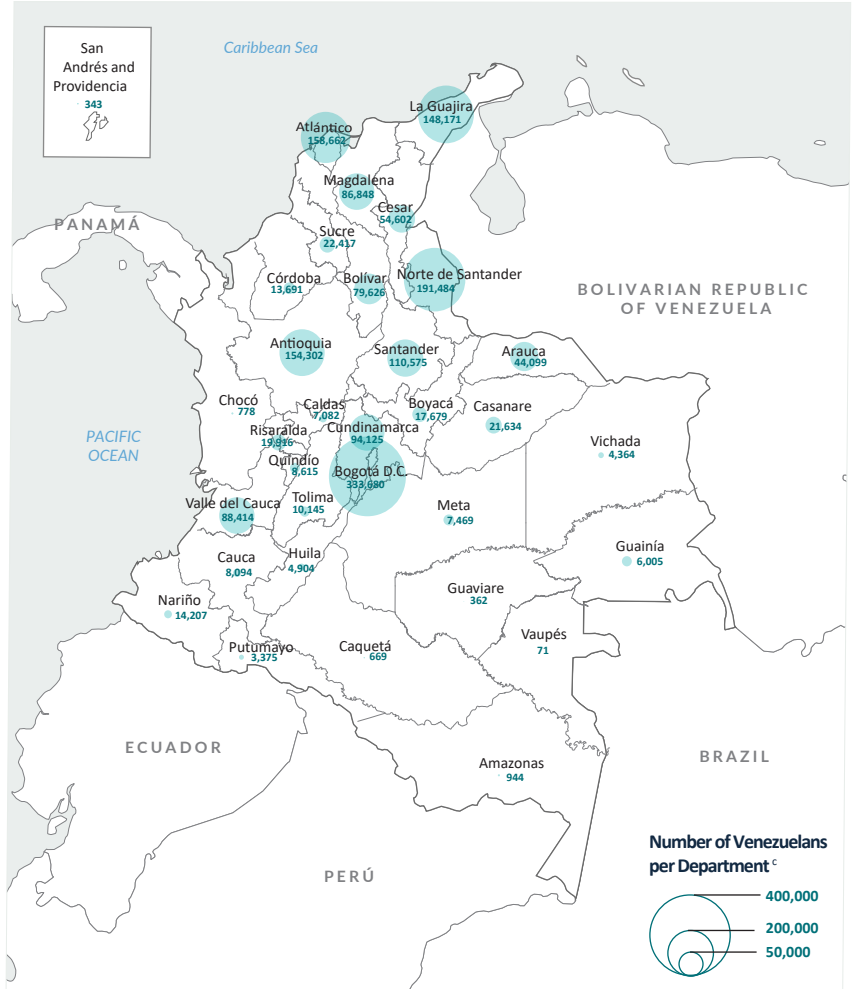 San
Andrés and
Providencia
343
Caribbean Sea
La Guajira
148,171
Atlántico
158,662
Magdalena
86,848
Cesar
54,602
PANAMÁ
Sucre
22,417
Córdoba
13,691
Bolívar
79,626
Norte de Santander
191,484
BOLIVARIAN REPUBLIC
OF VENEZUELA
Antioquia
154,302
Santander
110,575
Arauca
44,099
Chocó
778
Caldas
7,082
Boyacá
17,679
Casanare
21,634
PACIFIC
OCEAN
Risaralda
19,916
Cundinamarca
94,125
Vichada
4,364
Quindío
8,615
Bogotá D.C.
333,680
Valle del Cauca
88,414
Tolima
10,145
Meta
7,469
Cauca
8,094
Huila
4,904
Guainía
6,005
Nariño
14,207
Guaviare
362
Putumayo
3,375
Caquetá
669
Vaupés
71
ECUADOR
BRAZIL
Amazonas
944
PERÚ
Number of Venezuelans
per Department c
400,000
200,000
50,000